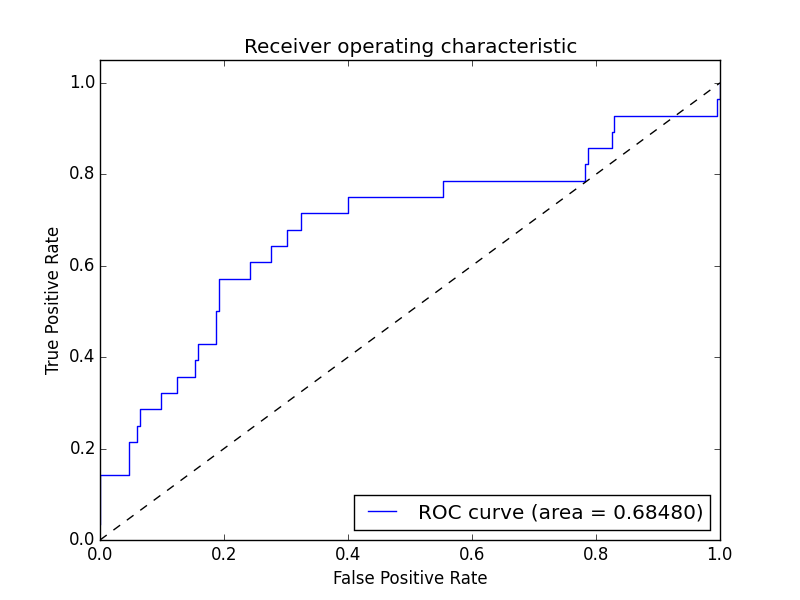 Receiver operating characteristic
1.0
0.8
0.6
0.4
0.2
0.0
True Positive Rate
ROC curve (area = 0.68480)
0.0 0.2 0.4 0.6 0.8 1.0
False Positive Rate